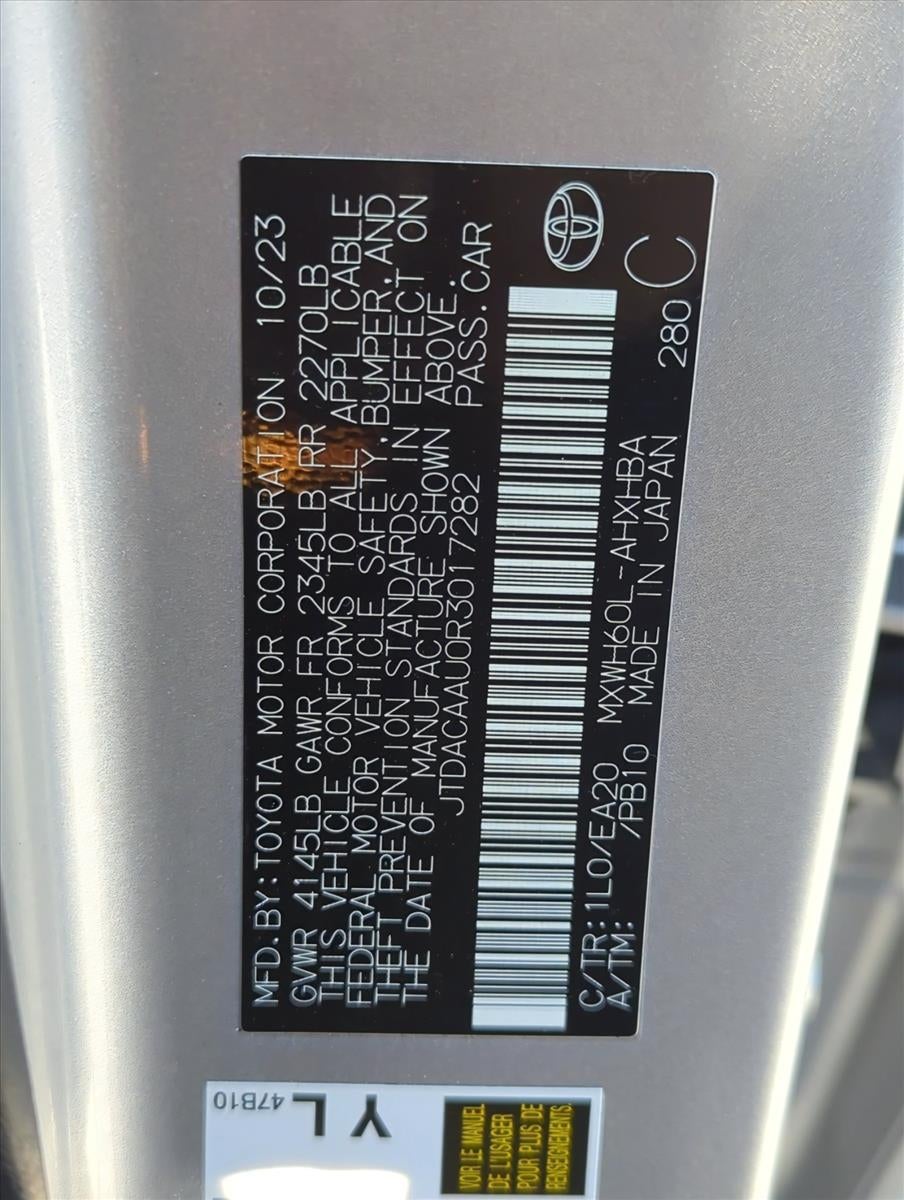 MFD.BY:TOYOTA MOTOR CORPORATION 10/23
GVWR 4145LB GAWR FR 2345LB RR 2270LB
THIS VEHICLE CONFORMS TO ALL APPLICABLE
FEDERAL MOTOR VEHICLE SAFETY, BUMPER, AND
THEFT PREVENTION STANDARDS IN EFFECT ON
THE DATE OF MANUFACTURE SHOWN ABOVE.
JTDACAAU0R3017282 PASS.CAR
C/TR:1L0/EA20 MXWH60L-AHXHBA 280 C
A/TM: /PB10 MADE IN JAPAN
47B10
YL
VOIR LE MANUEL
DE L'USAGER
POUR PLUS DE
RENSEIGNEMENTS.